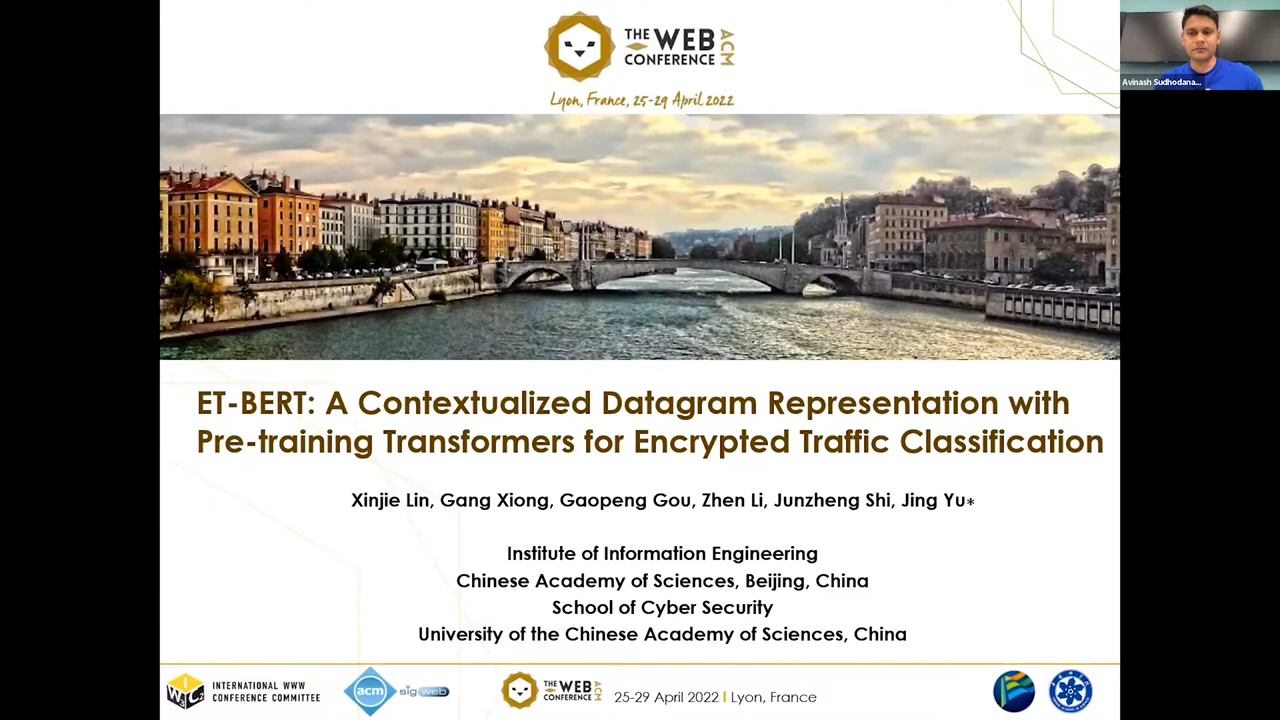 THE WEB CONFERENCE ACM
Lyon, France, 25-29 April 2022
Avinash Sudhodana...
ET-BERT: A Contextualized Datagram Representation with
Pre-training Transformers for Encrypted Traffic Classification
Xinjie Lin, Gang Xiong, Gaopeng Gou, Zhen Li, Junzheng Shi, Jing Yu*
Institute of Information Engineering
Chinese Academy of Sciences, Beijing, China
School of Cyber Security
University of the Chinese Academy of Sciences, China
INTERNATIONAL WWW
CONFERENCE COMMITTEE
acm
sigweb
THE WEB CONFERENCE ACM
25-29 April 2022 | Lyon, France